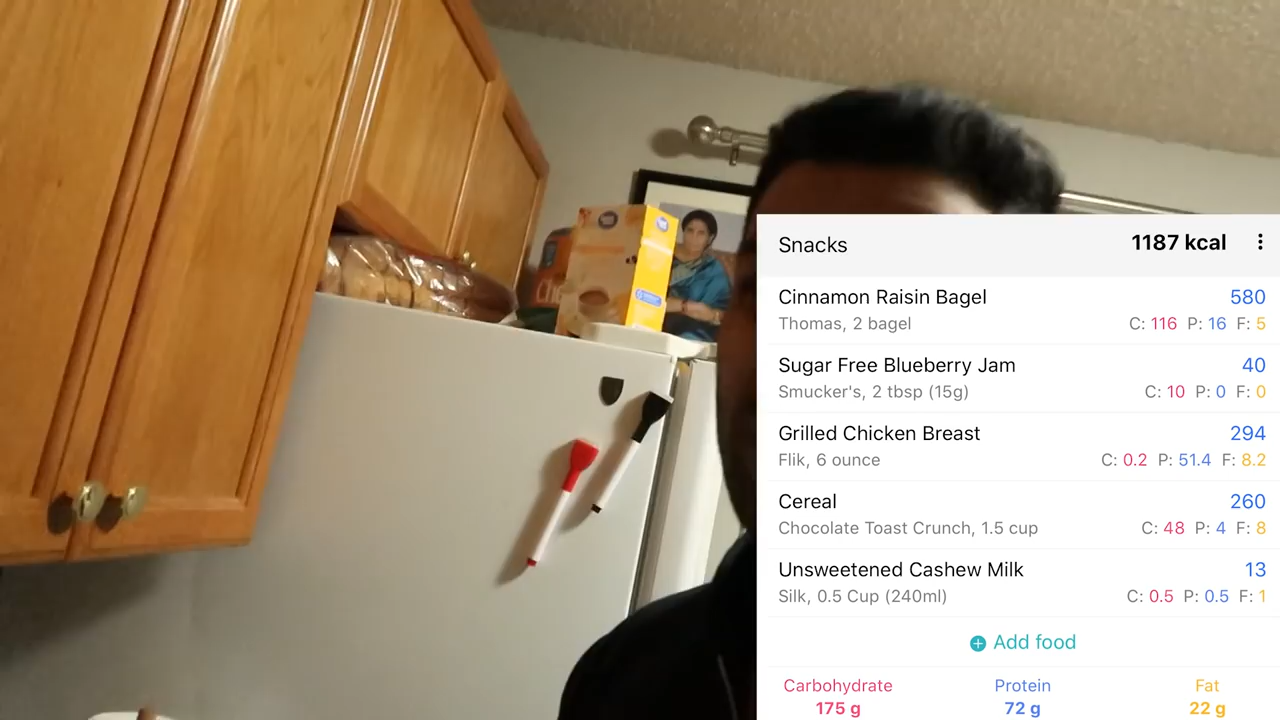 Snacks 1187 kcal
Cinnamon Raisin Bagel 580
Thomas, 2 bagel C: 116 P: 16 F: 5
Sugar Free Blueberry Jam 40
Smucker's, 2 tbsp (15g) C: 10 P: 0 F: 0
Grilled Chicken Breast 294
Flik, 6 ounce C: 0.2 P: 51.4 F: 8.2
Cereal 260
Chocolate Toast Crunch, 1.5 cup C: 48 P: 4 F: 8
Unsweetened Cashew Milk 13
Silk, 0.5 Cup (240ml) C: 0.5 P: 0.5 F: 1
Add food
Carbohydrate Protein Fat
175 g 72 g 22 g